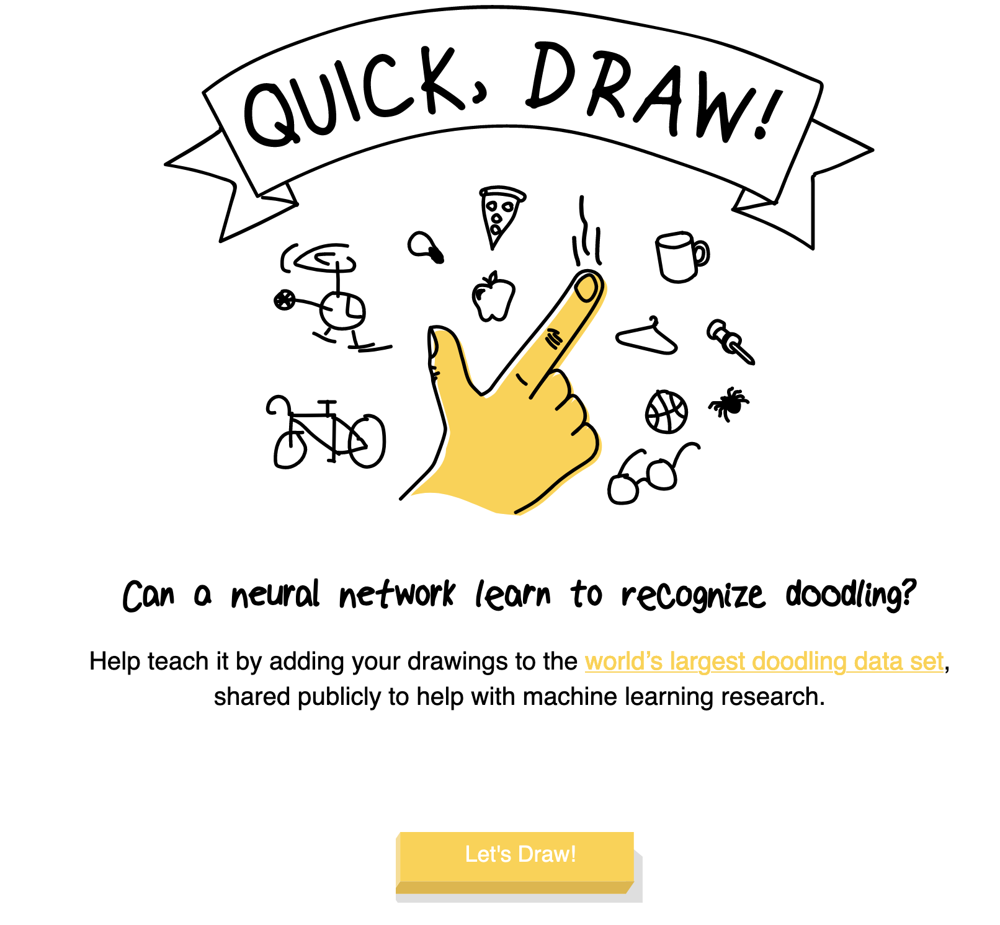 QUICK, DRAW!
Can a neural network learn to recognize doodling?
Help teach it by adding your drawings to the world’s largest doodling data set,
shared publicly to help with machine learning research.
Let's Draw!